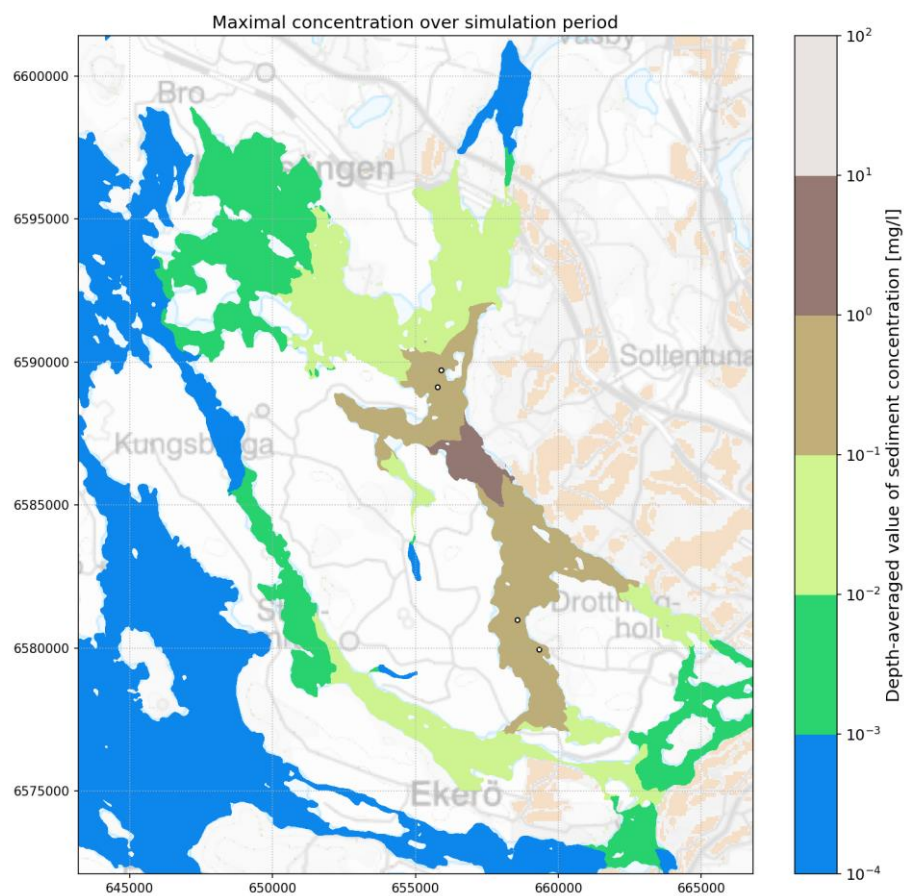 Maximal concentration over simulation period
Bro
Sollentuna
Kungsb
ga
Drottning-
holm
Ekerö
6600000
6595000
6590000
6585000
6580000
6575000
645000
650000
655000
660000
665000
10²
10¹
10⁰
10⁻¹
10⁻²
10⁻³
10⁻⁴
Depth-averaged value of sediment concentration [mg/l]